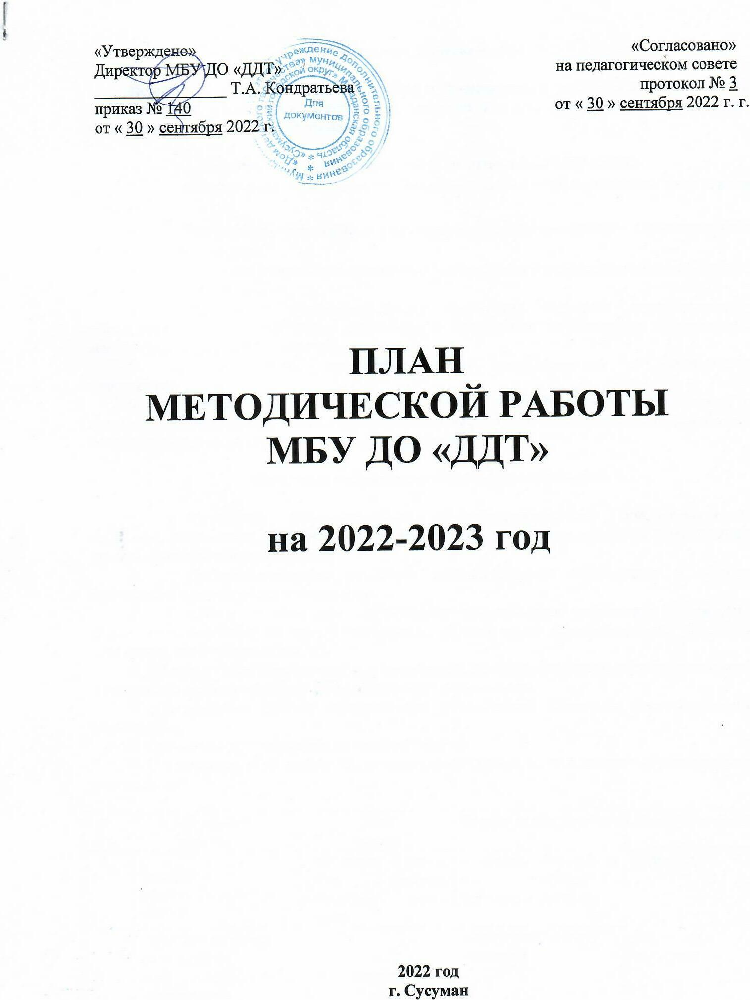 «Утверждено»
Директор МБУ ДО «ДДТ»
Т.А. Кондратьева
приказ № 140
от « 30 » сентября 2022 г.
«Согласовано»
на педагогическом совете
протокол № 3
от « 30 » сентября 2022 г. г.
учреждение дополнительного образования * Муни
«Дом детского творчества» муниципального образования *
«Сусуманский городской округ» Магаданская область *
Для
документов
ПЛАН
МЕТОДИЧЕСКОЙ РАБОТЫ
МБУ ДО «ДДТ»
на 2022-2023 год
2022 год
г. Сусуман